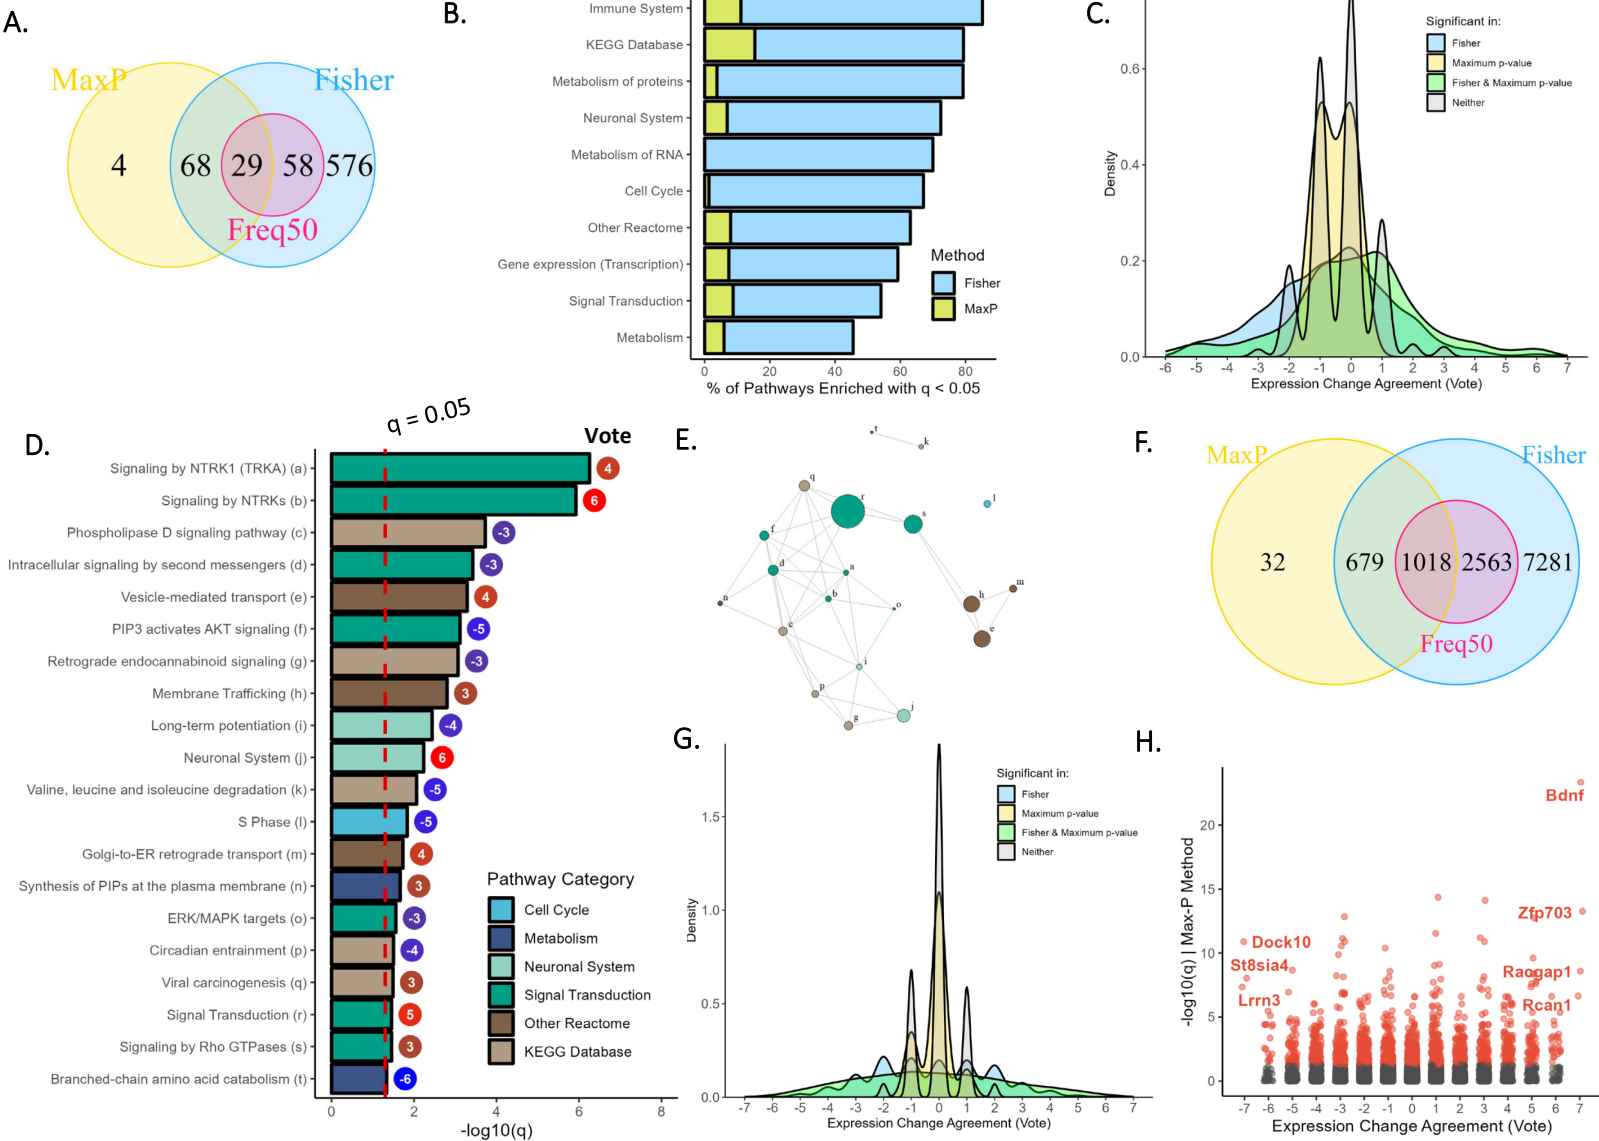 A.
MaxP
Fisher
4
68
29
58
576
Freq50
B.
Immune System
KEGG Database
Metabolism of proteins
Neuronal System
Metabolism of RNA
Cell Cycle
Other Reactome
Gene expression (Transcription)
Signal Transduction
Metabolism
Method
Fisher
MaxP
0 20 40 60 80
% of Pathways Enriched with q < 0.05
C.
Significant in:
Fisher
Maximum p-value
Fisher & Maximum p-value
Neither
Density
0.6
0.4
0.2
0.0
-6 -5 -4 -3 -2 -1 0 1 2 3 4 5 6 7
Expression Change Agreement (Vote)
D.
q = 0.05
Vote
Signaling by NTRK1 (TRKA) (a) 4
Signaling by NTRKs (b) 6
Phospholipase D signaling pathway (c) -3
Intracellular signaling by second messengers (d) -3
Vesicle-mediated transport (e) 4
PIP3 activates AKT signaling (f) -5
Retrograde endocannabinoid signaling (g) -3
Membrane Trafficking (h) 3
Long-term potentiation (i) -4
Neuronal System (j) 6
Valine, leucine and isoleucine degradation (k) -5
S Phase (l) -5
Golgi-to-ER retrograde transport (m) 4
Synthesis of PIPs at the plasma membrane (n) 3
ERK/MAPK targets (o) -3
Circadian entrainment (p) -4
Viral carcinogenesis (q) 3
Signal Transduction (r) 5
Signaling by Rho GTPases (s) 3
Branched-chain amino acid catabolism (t) -6
Pathway Category
Cell Cycle
Metabolism
Neuronal System
Signal Transduction
Other Reactome
KEGG Database
0 2 4 6 8
-log10(q)
E.
t
k
q
r
l
s
f
d
a
m
n
b
h
o
c
e
i
p
j
g
F.
MaxP
Fisher
32
679
1018
2563
7281
Freq50
G.
Significant in:
Fisher
Maximum p-value
Fisher & Maximum p-value
Neither
Density
1.5
1.0
0.5
0.0
-7 -6 -5 -4 -3 -2 -1 0 1 2 3 4 5 6 7
Expression Change Agreement (Vote)
H.
-log10(q) | Max-P Method
20
15
10
5
0
Bdnf
Zfp703
Dock10
St8sia4
Racgap1
Lrrn3
Rcan1
-7 -6 -5 -4 -3 -2 -1 0 1 2 3 4 5 6 7
Expression Change Agreement (Vote)